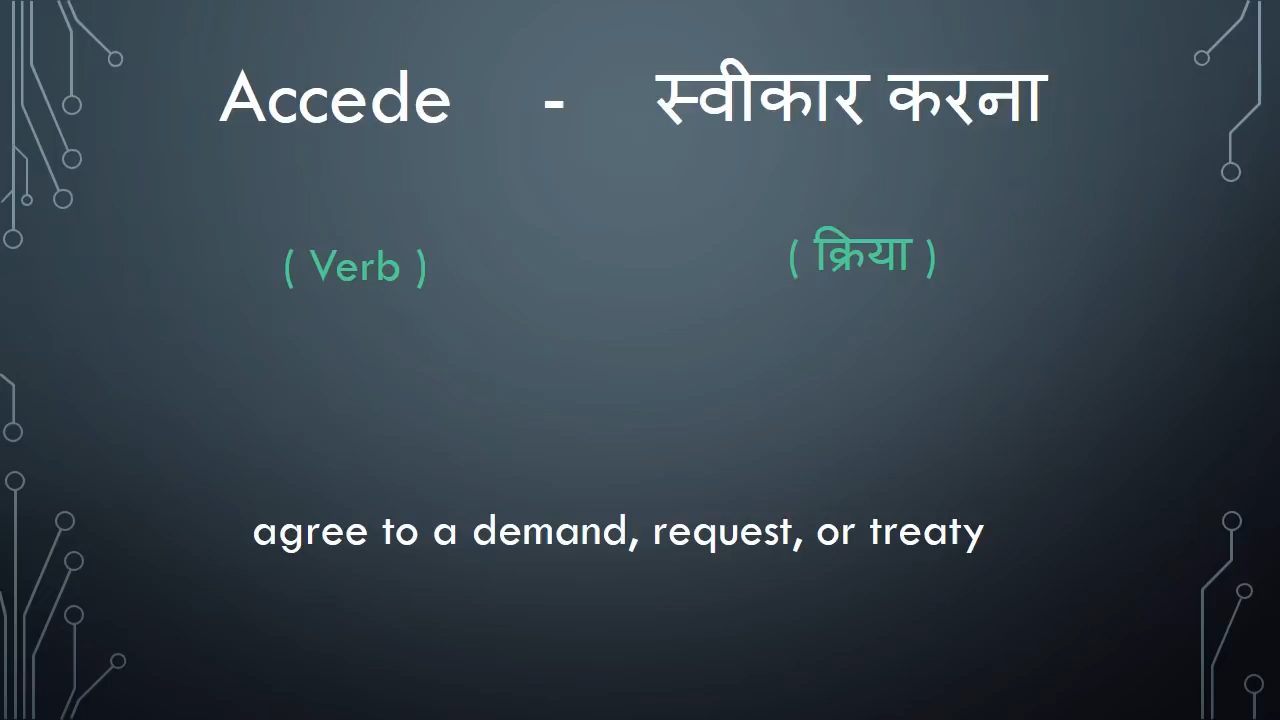 Accede - स्वीकार करना
( Verb ) ( क्रिया )
agree to a demand, request, or treaty